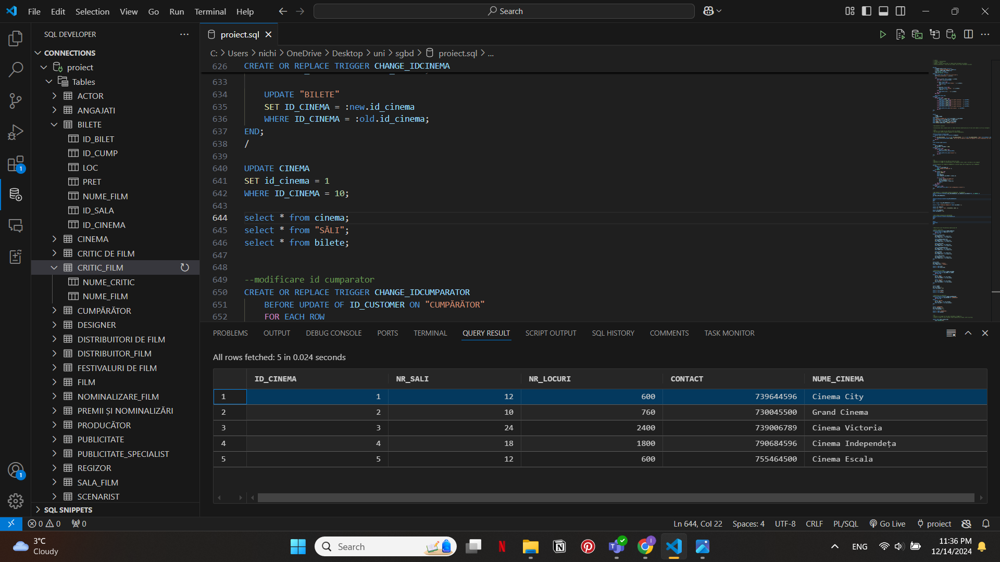 File Edit Selection View Go Run Terminal Help
Search
SQL DEVELOPER
CONNECTIONS
proiect
Tables
ACTOR
ANGAJATI
BILETE
ID_BILET
ID_CUMP
LOC
PRET
NUME_FILM
ID_SALA
ID_CINEMA
CINEMA
CRITIC DE FILM
CRITIC_FILM
NUME_CRITIC
NUME_FILM
CUMPĂRĂTOR
DESIGNER
DISTRIBUITORI DE FILM
DISTRIBUITOR_FILM
FESTIVALURI DE FILM
FILM
NOMINALIZARE_FILM
PREMII ȘI NOMINALIZĂRI
PRODUCĂTOR
PUBLICITATE
PUBLICITATE_SPECIALIST
REGIZOR
SALA_FILM
SCENARIST
SQL SNIPPETS
1
1
proiect.sql
C: > Users > nichi > OneDrive > Desktop > uni > sgbd > proiect.sql > ...
626 CREATE OR REPLACE TRIGGER CHANGE_IDCINEMA
633
634 UPDATE "BILETE"
635 SET ID_CINEMA = :new.id_cinema
636 WHERE ID_CINEMA = :old.id_cinema;
637 END;
638 /
639
640 UPDATE CINEMA
641 SET id_cinema = 1
642 WHERE ID_CINEMA = 10;
643
644 select * from cinema;
645 select * from "SĂLI";
646 select * from bilete;
647
648
649 --modificare id cumparator
650 CREATE OR REPLACE TRIGGER CHANGE_IDCUMPARATOR
651 BEFORE UPDATE OF ID_CUSTOMER ON "CUMPĂRĂTOR"
652 FOR EACH ROW
PROBLEMS OUTPUT DEBUG CONSOLE PORTS TERMINAL QUERY RESULT SCRIPT OUTPUT SQL HISTORY COMMENTS TASK MONITOR
All rows fetched: 5 in 0.024 seconds
ID_CINEMA NR_SALI NR_LOCURI CONTACT NUME_CINEMA
1 1 12 600 739644596 Cinema City
2 2 10 760 730045500 Grand Cinema
3 3 24 2400 739006789 Cinema Victoria
4 4 18 1800 790684596 Cinema Independeța
5 5 12 600 755464500 Cinema Escala
0 0 0
Ln 644, Col 22 Spaces: 4 UTF-8 CRLF PL/SQL Go Live proiect
3°C
Cloudy
Search
ENG
11:36 PM
12/14/2024